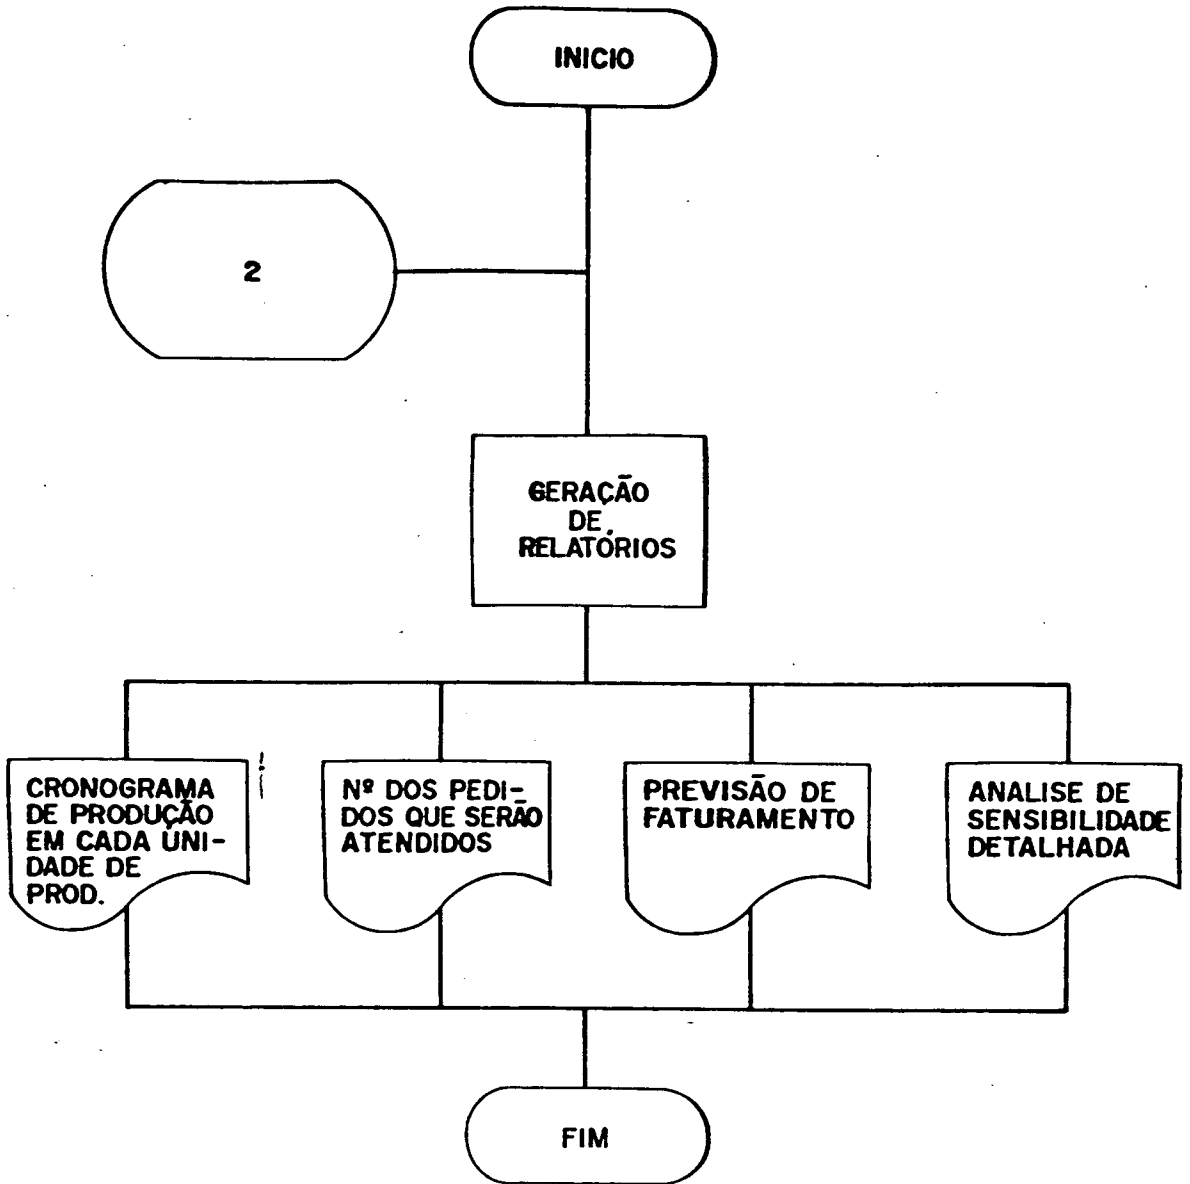 INICIO
2
GERAÇÃO
DE
RELATÓRIOS
CRONOGRAMA
DE PRODUÇÃO
EM CADA UNI-
DADE DE
PROD.
Nº DOS PEDI-
DOS QUE SERÃO
ATENDIDOS
PREVISÃO DE
FATURAMENTO
ANALISE DE
SENSIBILIDADE
DETALHADA
FIM